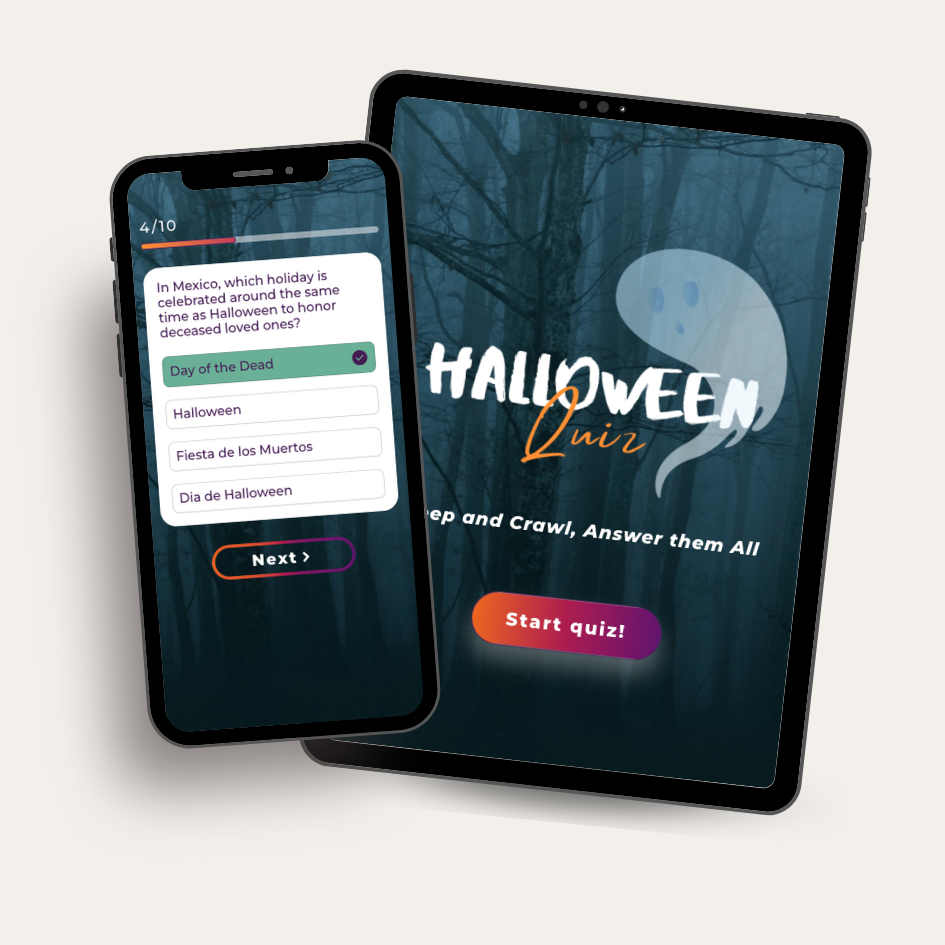 4/10
In Mexico, which holiday is
celebrated around the same
time as Halloween to honor
deceased loved ones?
Day of the Dead
Halloween
Fiesta de los Muertos
Dia de Halloween
Next >
HALLOWEEN
Quiz
and Crawl, Answer them All
Start quiz!